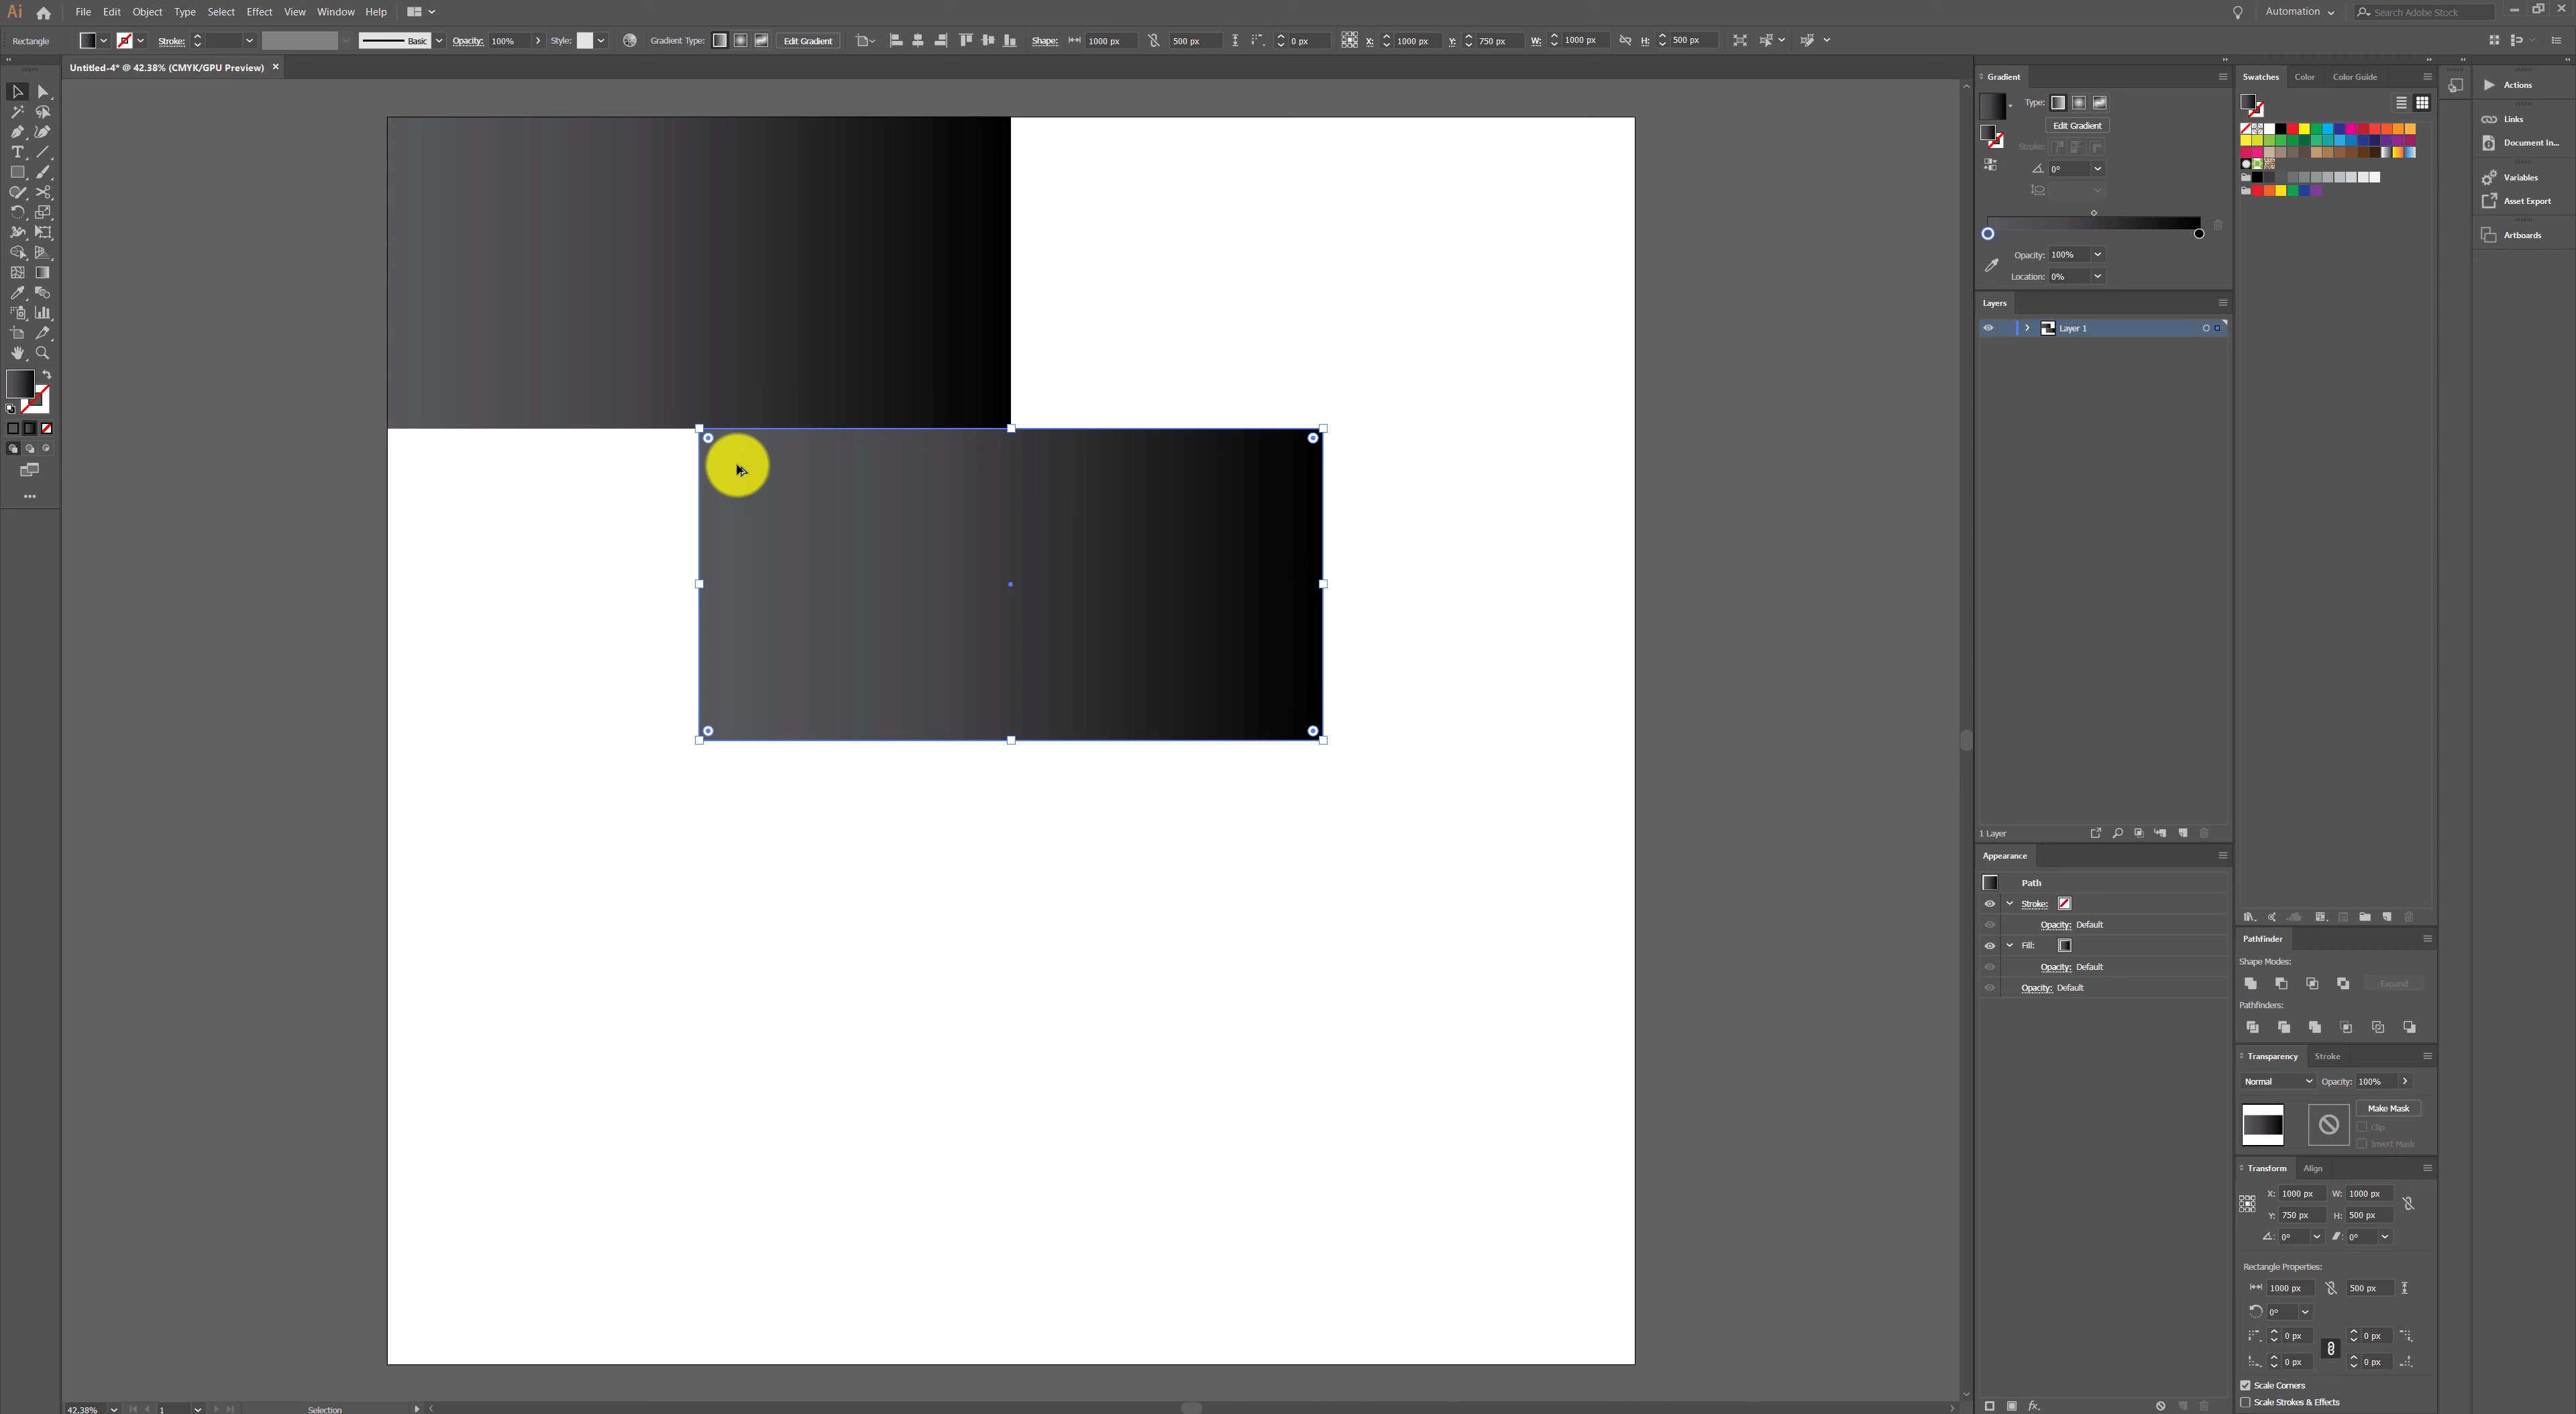 Ai File Edit Object Type Select Effect View Window Help Automation Search Adobe Stock
Rectangle Stroke: Basic Opacity: 100% Style: Gradient Type: Edit Gradient Shape: 1000 px 500 px 0 px X: 1000 px Y: 750 px W: 1000 px H: 500 px
Untitled-4* @ 42.38% (CMYK/GPU Preview)
Gradient
Type:
Edit Gradient
Stroke:
0°
Opacity: 100%
Location: 0%
Layers
Layer 1
1 Layer
Appearance
Path
Stroke:
Opacity: Default
Fill:
Opacity: Default
Opacity: Default
Swatches Color Color Guide
Pathfinder
Shape Modes:
Expand
Pathfinders:
Transparency Stroke
Normal Opacity: 100%
Make Mask
Clip
Invert Mask
Transform Align
X: 1000 px W: 1000 px
Y: 750 px H: 500 px
0° 0°
Rectangle Properties:
1000 px 500 px
0°
0 px 0 px
0 px 0 px
Scale Corners
Scale Strokes & Effects
Actions
Links
Document In...
Variables
Asset Export
Artboards
42.38% 1 Selection
fx.